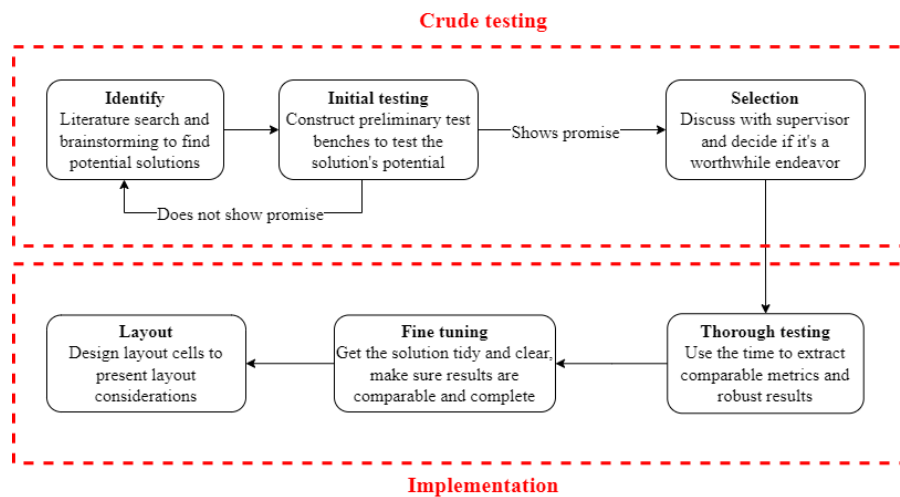 Crude testing
Identify
Literature search and
brainstorming to find
potential solutions
Initial testing
Construct preliminary test
benches to test the
solution's potential
Shows promise
Selection
Discuss with supervisor
and decide if it's a
worthwhile endeavor
Does not show promise
Layout
Design layout cells to
present layout
considerations
Fine tuning
Get the solution tidy and clear,
make sure results are
comparable and complete
Thorough testing
Use the time to extract
comparable metrics and
robust results
Implementation